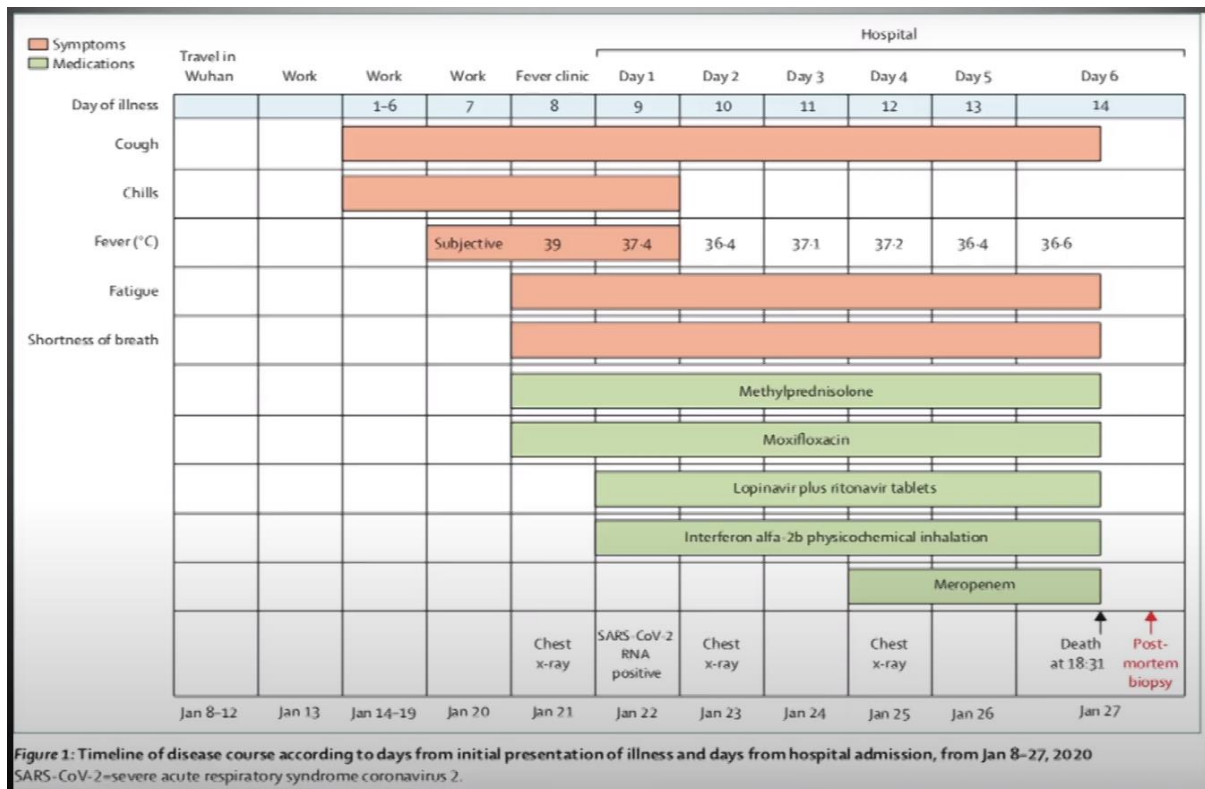 Symptoms
Medications
Hospital
Travel in Wuhan
Work
Work
Work
Fever clinic
Day 1
Day 2
Day 3
Day 4
Day 5
Day 6
Day of illness
1–6
7
8
9
10
11
12
13
14
Cough
Chills
Fever (°C)
Subjective
39
37·4
36·4
37·1
37·2
36·4
36·6
Fatigue
Shortness of breath
Methylprednisolone
Moxifloxacin
Lopinavir plus ritonavir tablets
Interferon alfa-2b physicochemical inhalation
Meropenem
Chest
x-ray
SARS-CoV-2
RNA
positive
Chest
x-ray
Chest
x-ray
Death
at 18:31
Post-
mortem
biopsy
Jan 8–12
Jan 13
Jan 14–19
Jan 20
Jan 21
Jan 22
Jan 23
Jan 24
Jan 25
Jan 26
Jan 27
Figure 1: Timeline of disease course according to days from initial presentation of illness and days from hospital admission, from Jan 8–27, 2020
SARS-CoV-2=severe acute respiratory syndrome coronavirus 2.